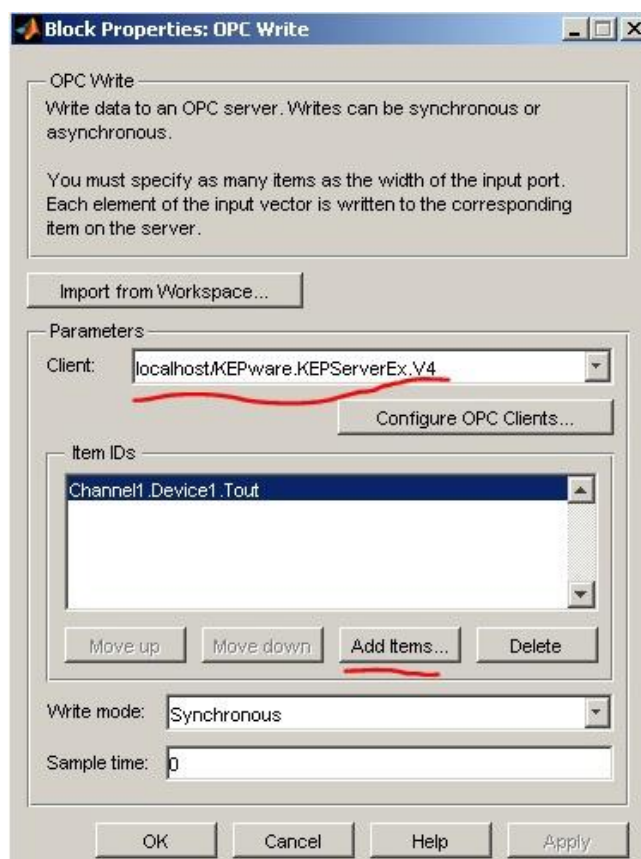 Block Properties: OPC Write
OPC Write
Write data to an OPC server. Writes can be synchronous or
asynchronous.
You must specify as many items as the width of the input port.
Each element of the input vector is written to the corresponding
item on the server.
Import from Workspace...
Parameters
Client: localhost/KEPware.KEPServerEx.V4
Configure OPC Clients...
Item IDs
Channel1.Device1.Tout
Move up Move down Add Items... Delete
Write mode: Synchronous
Sample time: 0
OK Cancel Help Apply